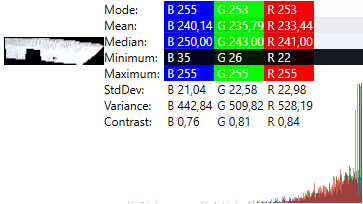 Mode: B 255 G 253 R 253
Mean: B 240,14 G 235,79 R 233,44
Median: B 250,00 G 243,00 R 241,00
Minimum: B 35 G 26 R 22
Maximum: B 255 G 255 R 255
StdDev: B 21,04 G 22,58 R 22,98
Variance: B 442,84 G 509,82 R 528,19
Contrast: B 0,76 G 0,81 R 0,84